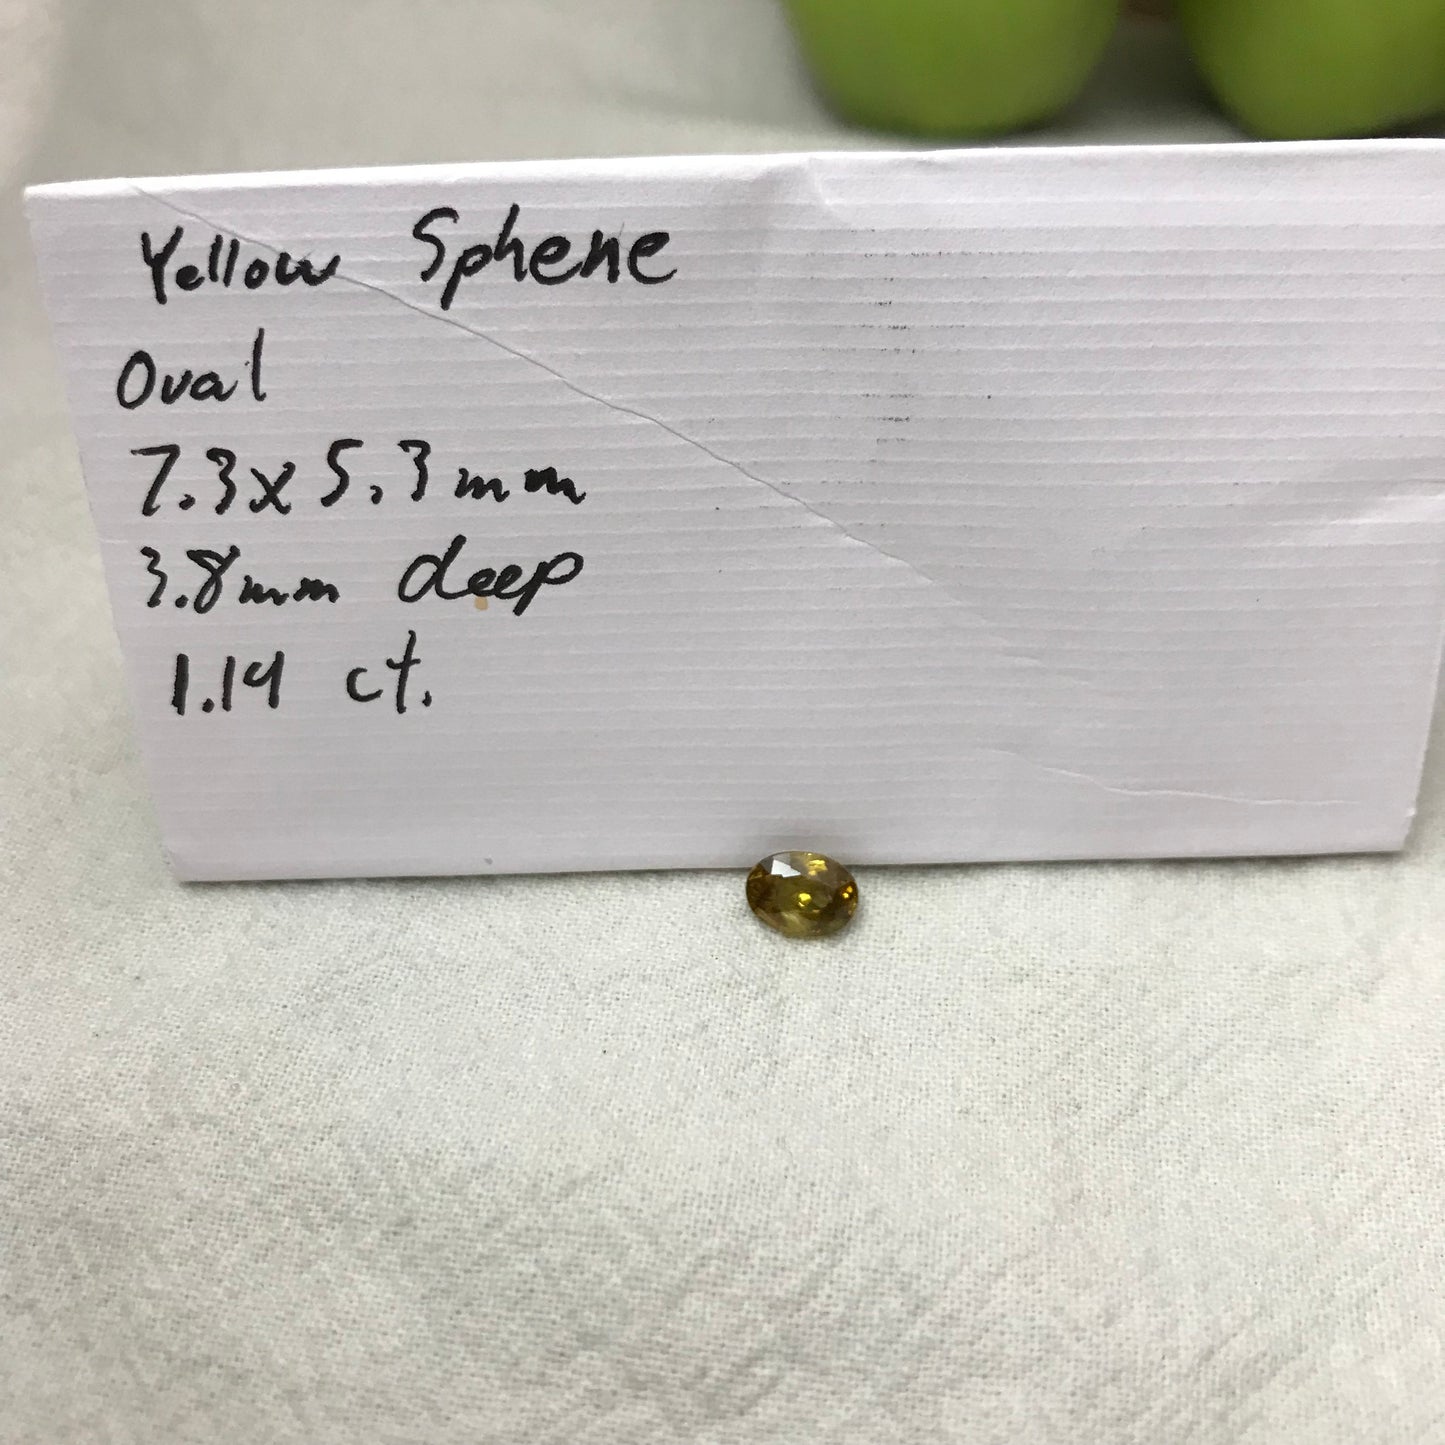 Yellow Sphene
Oval
7.3x5.3mm
3.8mm deep
1.14 ct.